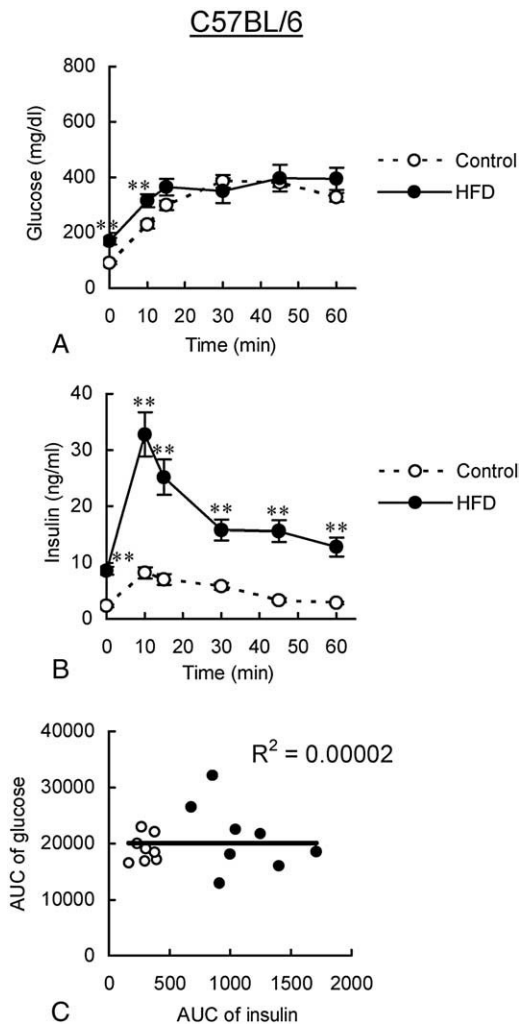 C57BL/6
800
600
400
200
0
Glucose (mg/dl)
**
**
0 10 20 30 40 50 60
Time (min)
Control
HFD
A
40
30
20
10
0
Insulin (ng/ml)
**
**
**
**
**
**
0 10 20 30 40 50 60
Time (min)
Control
HFD
B
40000
30000
20000
10000
0
AUC of glucose
R² = 0.00002
0 500 1000 1500 2000
AUC of insulin
C